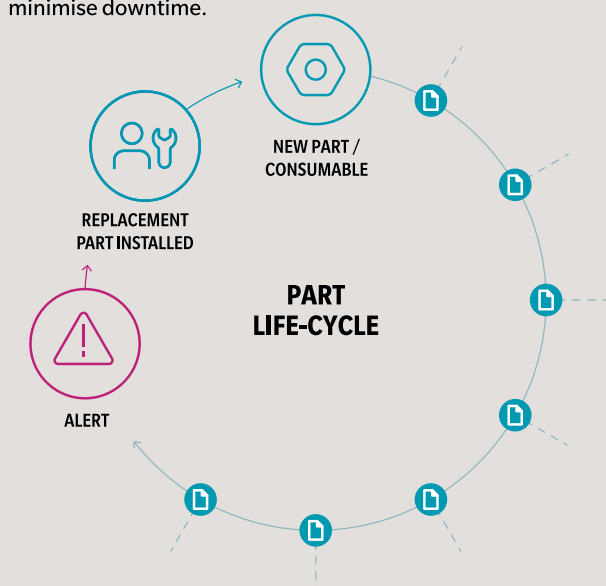 minimise downtime.
NEW PART /
CONSUMABLE
REPLACEMENT
PART INSTALLED
PART
LIFE-CYCLE
ALERT